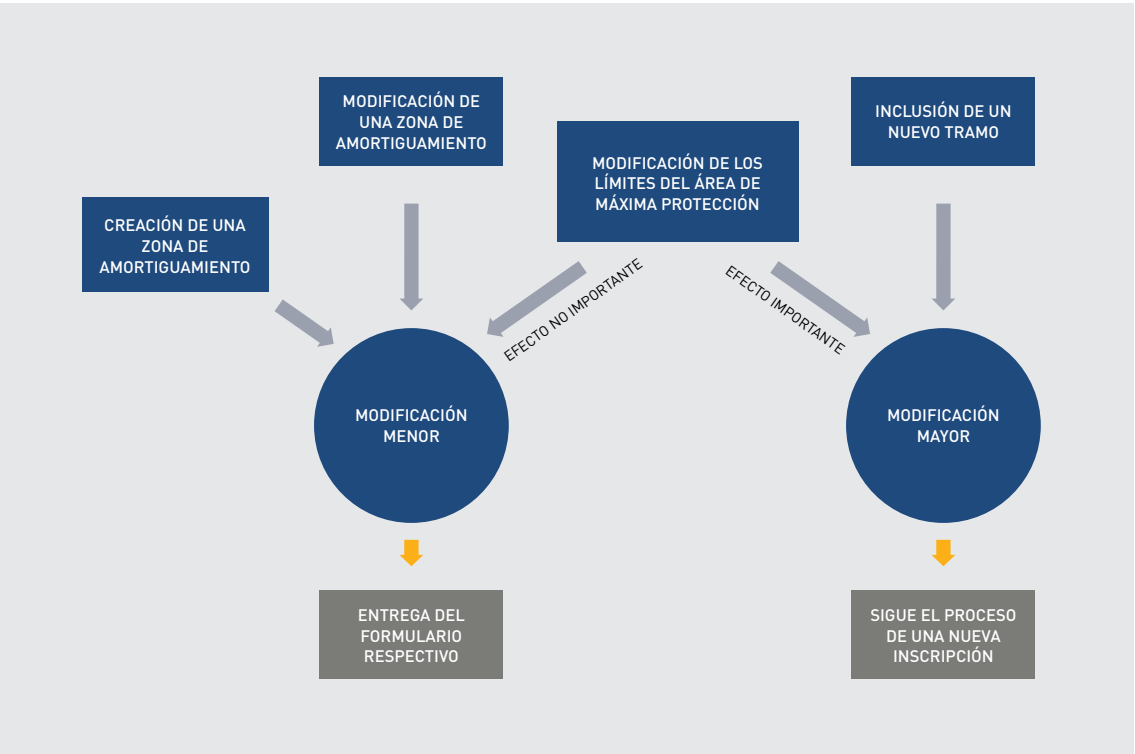 MODIFICACIÓN DE
UNA ZONA DE
AMORTIGUAMIENTO
INCLUSIÓN DE UN
NUEVO TRAMO
MODIFICACIÓN DE LOS
LÍMITES DEL ÁREA DE
MÁXIMA PROTECCIÓN
CREACIÓN DE UNA
ZONA DE
AMORTIGUAMIENTO
EFECTO NO IMPORTANTE
EFECTO IMPORTANTE
MODIFICACIÓN
MENOR
MODIFICACIÓN
MAYOR
ENTREGA DEL
FORMULARIO
RESPECTIVO
SIGUE EL PROCESO
DE UNA NUEVA
INSCRIPCIÓN